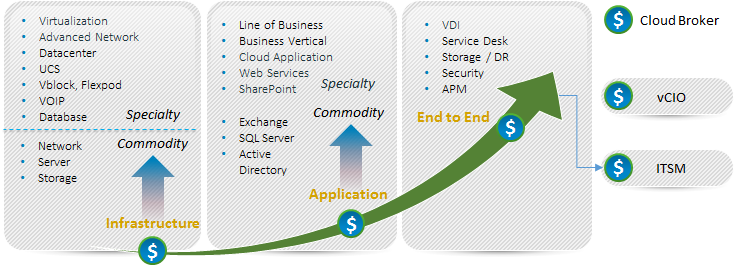 Virtualization
Advanced Network
Datacenter
UCS
Vblock, Flexpod
VOIP
Database
Specialty
Commodity
Network
Server
Storage
Infrastructure
$
Line of Business
Business Vertical
Cloud Application
Web Services
SharePoint
Specialty
Commodity
Exchange
SQL Server
Active
Directory
Application
$
VDI
Service Desk
Storage / DR
Security
APM
End to End
$
$ Cloud Broker
$ vCIO
$ ITSM